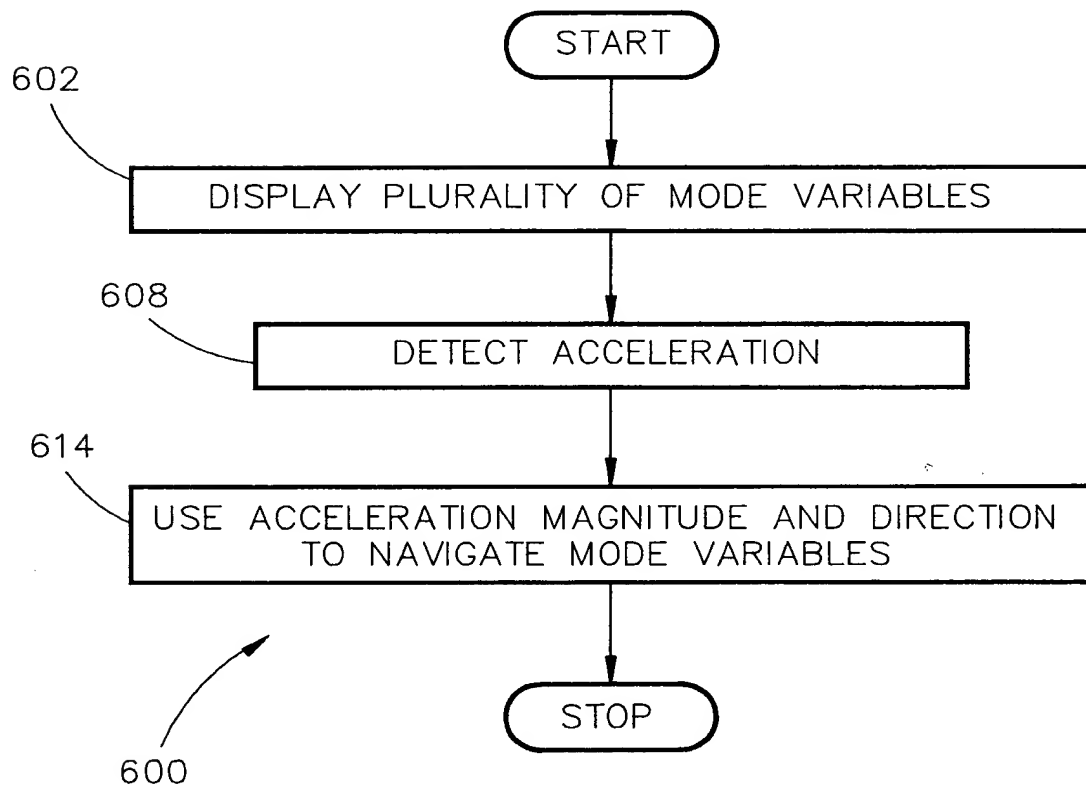 START
602
DISPLAY PLURALITY OF MODE VARIABLES
608
DETECT ACCELERATION
614
USE ACCELERATION MAGNITUDE AND DIRECTION
TO NAVIGATE MODE VARIABLES
STOP
600